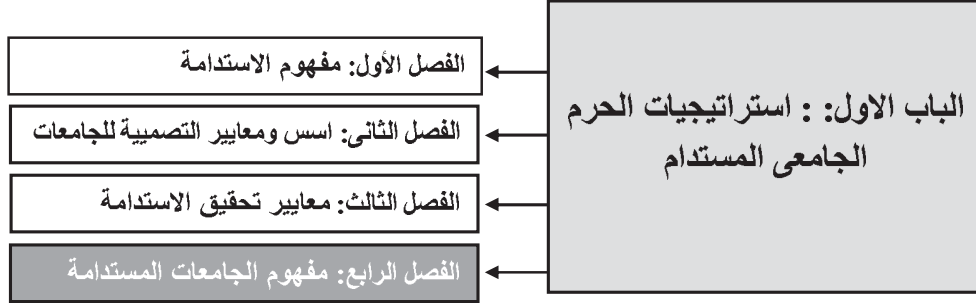 الباب الاول: : استراتيجيات الحرم
الجامعى المستدام
الفصل الأول: مفهوم الاستدامة
الفصل الثانى: اسس ومعايير التصميية للجامعات
الفصل الثالث: معايير تحقيق الاستدامة
الفصل الرابع: مفهوم الجامعات المستدامة